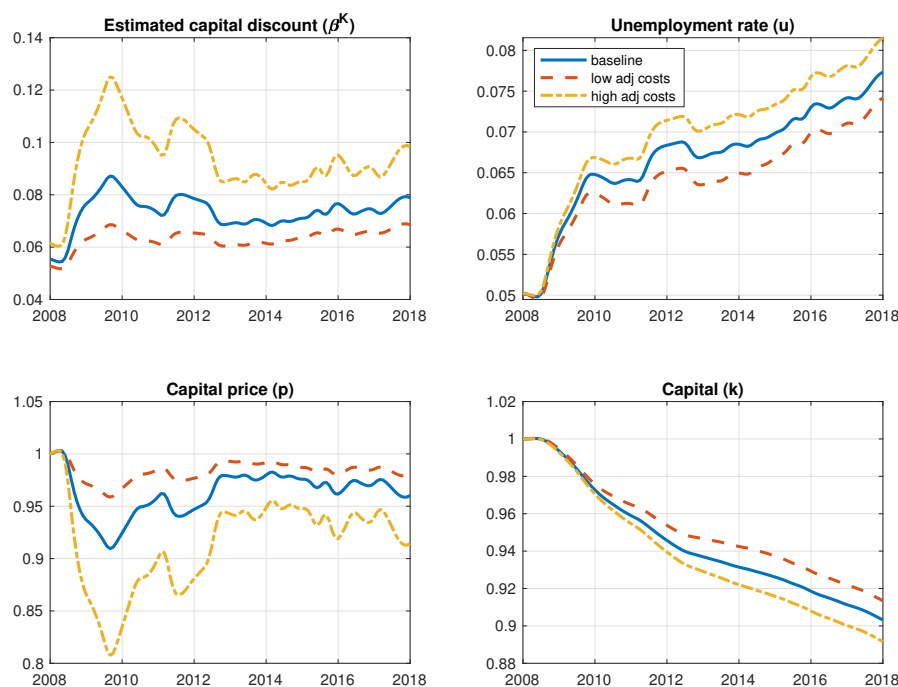 Estimated capital discount (β^K)
0.14
0.12
0.1
0.08
0.06
0.04
2008 2010 2012 2014 2016 2018
Unemployment rate (u)
0.08
0.075
0.07
0.065
0.06
0.055
0.05
baseline
low adj costs
high adj costs
2008 2010 2012 2014 2016 2018
Capital price (p)
1.05
1
0.95
0.9
0.85
0.8
2008 2010 2012 2014 2016 2018
Capital (k)
1.02
1
0.98
0.96
0.94
0.92
0.9
0.88
2008 2010 2012 2014 2016 2018